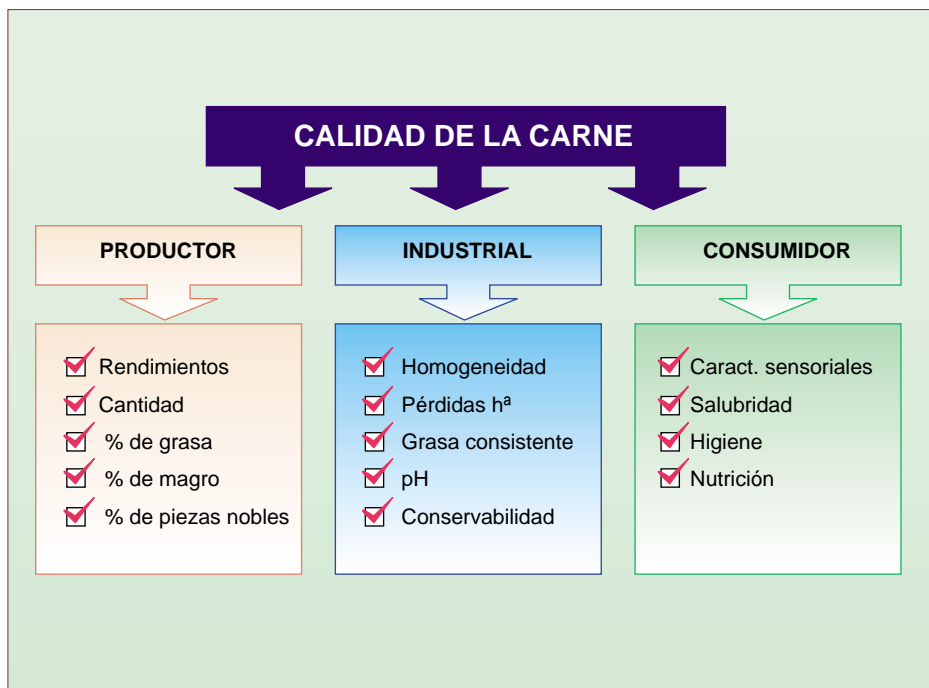 CALIDAD DE LA CARNE
PRODUCTOR
Rendimientos
Cantidad
% de grasa
% de magro
% de piezas nobles
INDUSTRIAL
Homogeneidad
Pérdidas hª
Grasa consistente
pH
Conservabilidad
CONSUMIDOR
Caract. sensoriales
Salubridad
Higiene
Nutrición